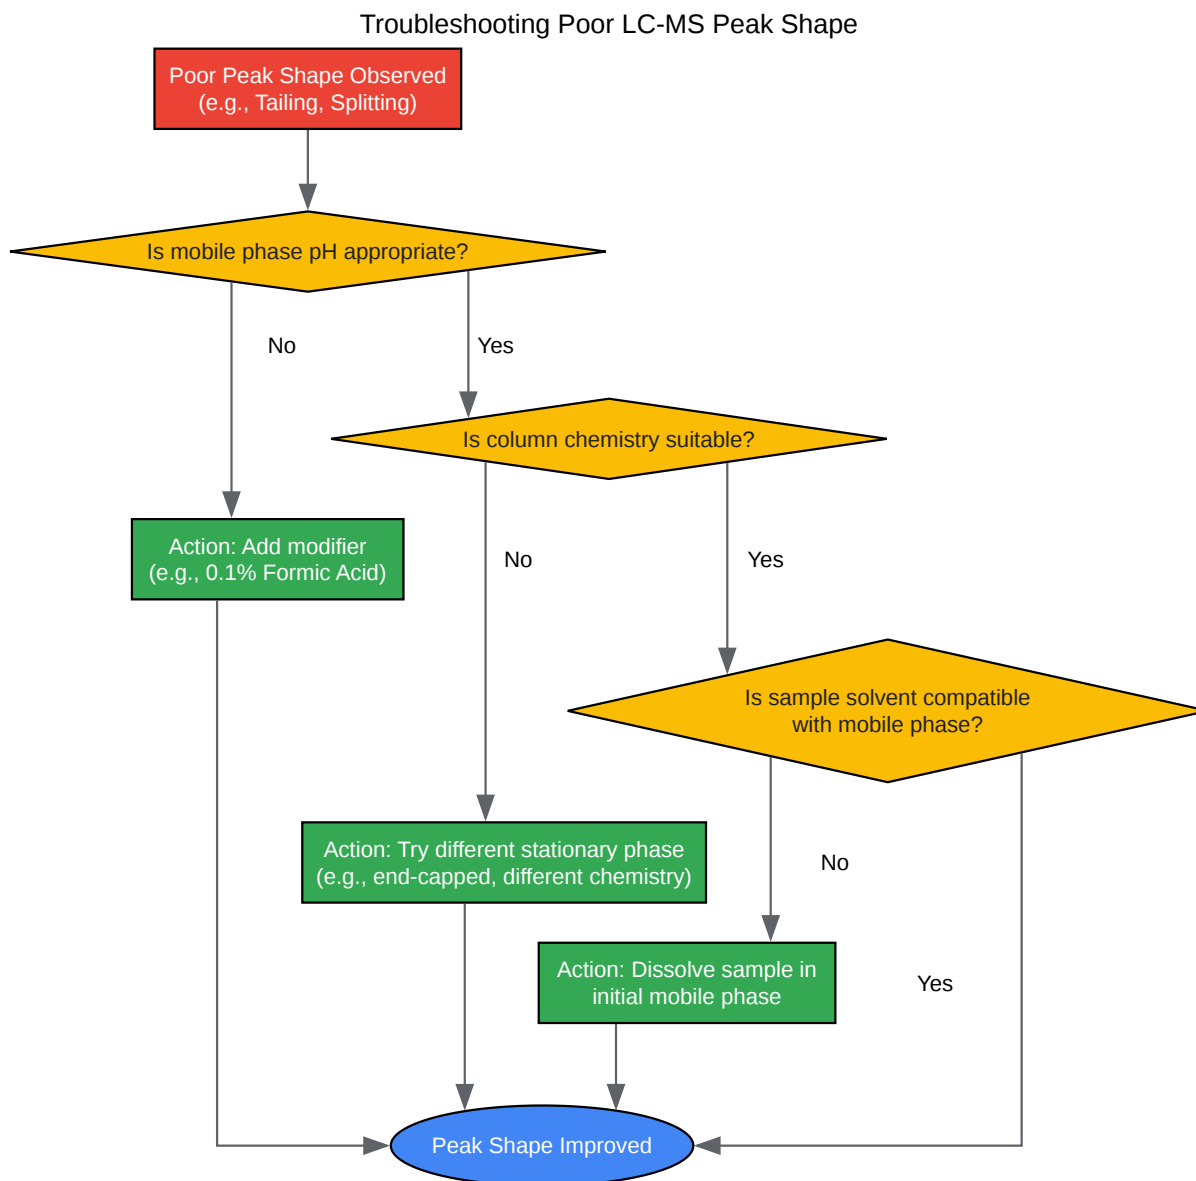 Troubleshooting Poor LC-MS Peak Shape
Poor Peak Shape Observed
(e.g., Tailing, Splitting)
Is mobile phase pH appropriate?
No
Yes
Is column chemistry suitable?
Action: Add modifier
(e.g., 0.1% Formic Acid)
No
Yes
Is sample solvent compatible
with mobile phase?
Action: Try different stationary phase
(e.g., end-capped, different chemistry)
No
Action: Dissolve sample in
initial mobile phase
Yes
Peak Shape Improved